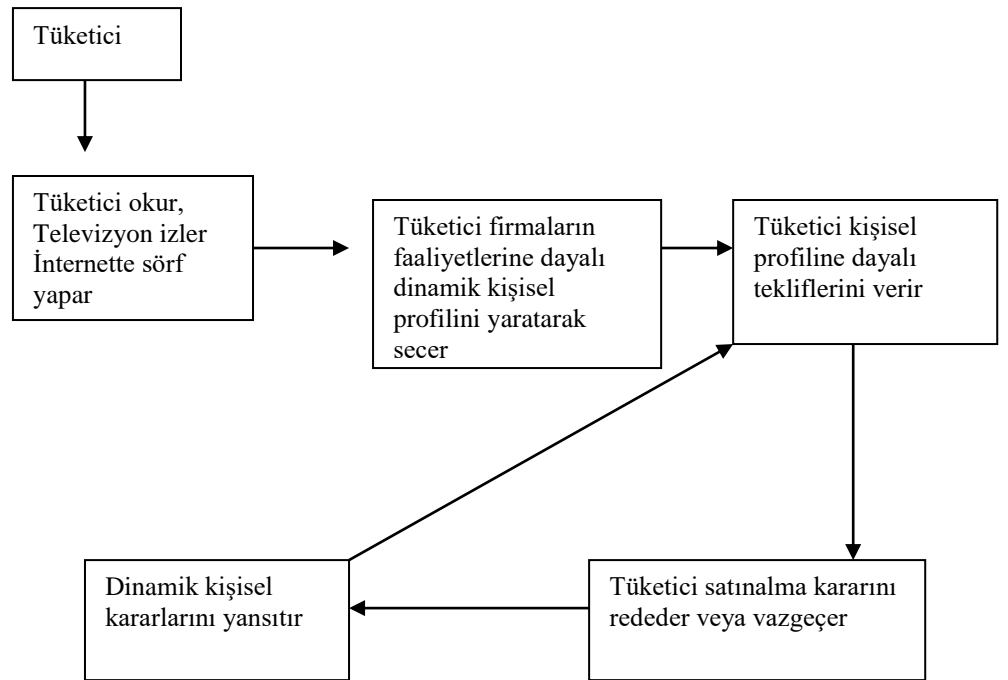 Tüketici
Tüketici okur,
Televizyon izler
İnternette sörf
yapar
Tüketici firmaların
faaliyetlerine dayalı
dinamik kişisel
profilini yaratarak
secer
Tüketici kişisel
profiline dayalı
tekliflerini verir
Dinamik kişisel
kararlarını yansıtır
Tüketici satınalma kararını
rededer veya vazgeçer